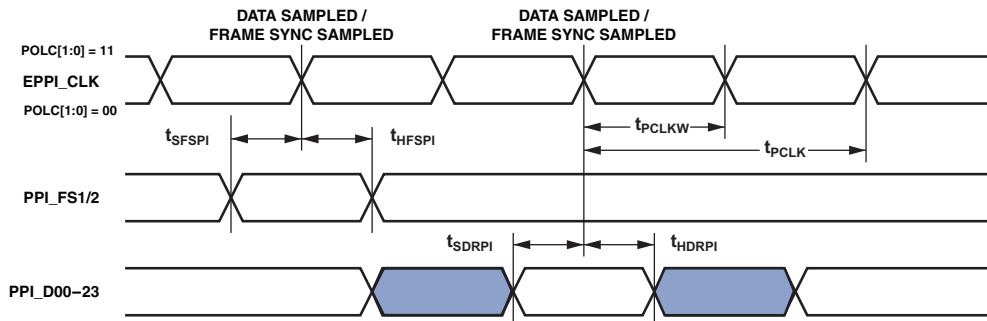 DATA SAMPLED /
FRAME SYNC SAMPLED
DATA SAMPLED /
FRAME SYNC SAMPLED
POLC[1:0] = 11
EPPI_CLK
POLC[1:0] = 00
tSFSPI
tHFSPI
tPCLKW
tPCLK
PPI_FS1/2
tSDRPI
tHDRPI
PPI_D00–23